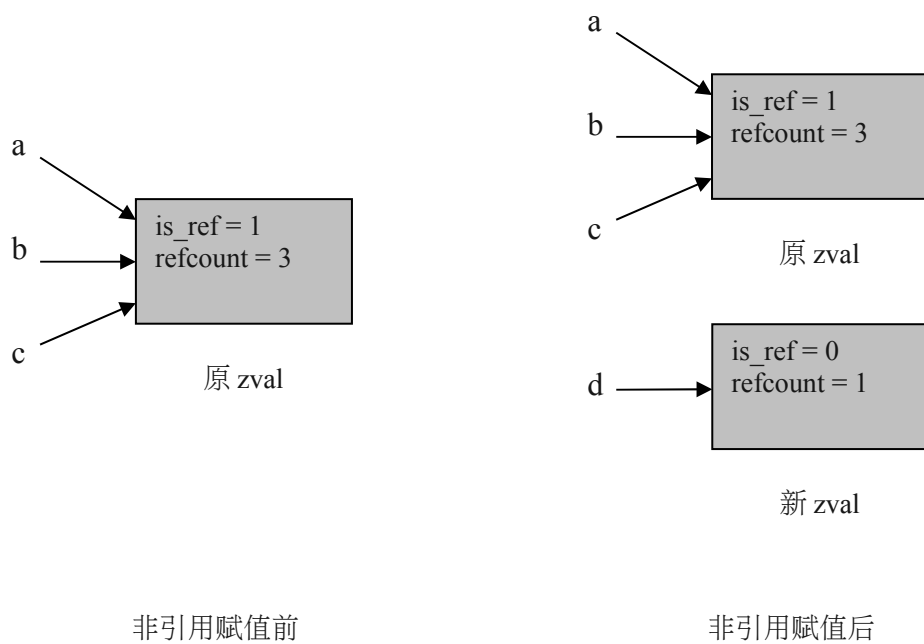 a
b
c
is_ref = 1
refcount = 3
原 zval
非引用赋值前
a
b
c
is_ref = 1
refcount = 3
原 zval
d
is_ref = 0
refcount = 1
新 zval
非引用赋值后